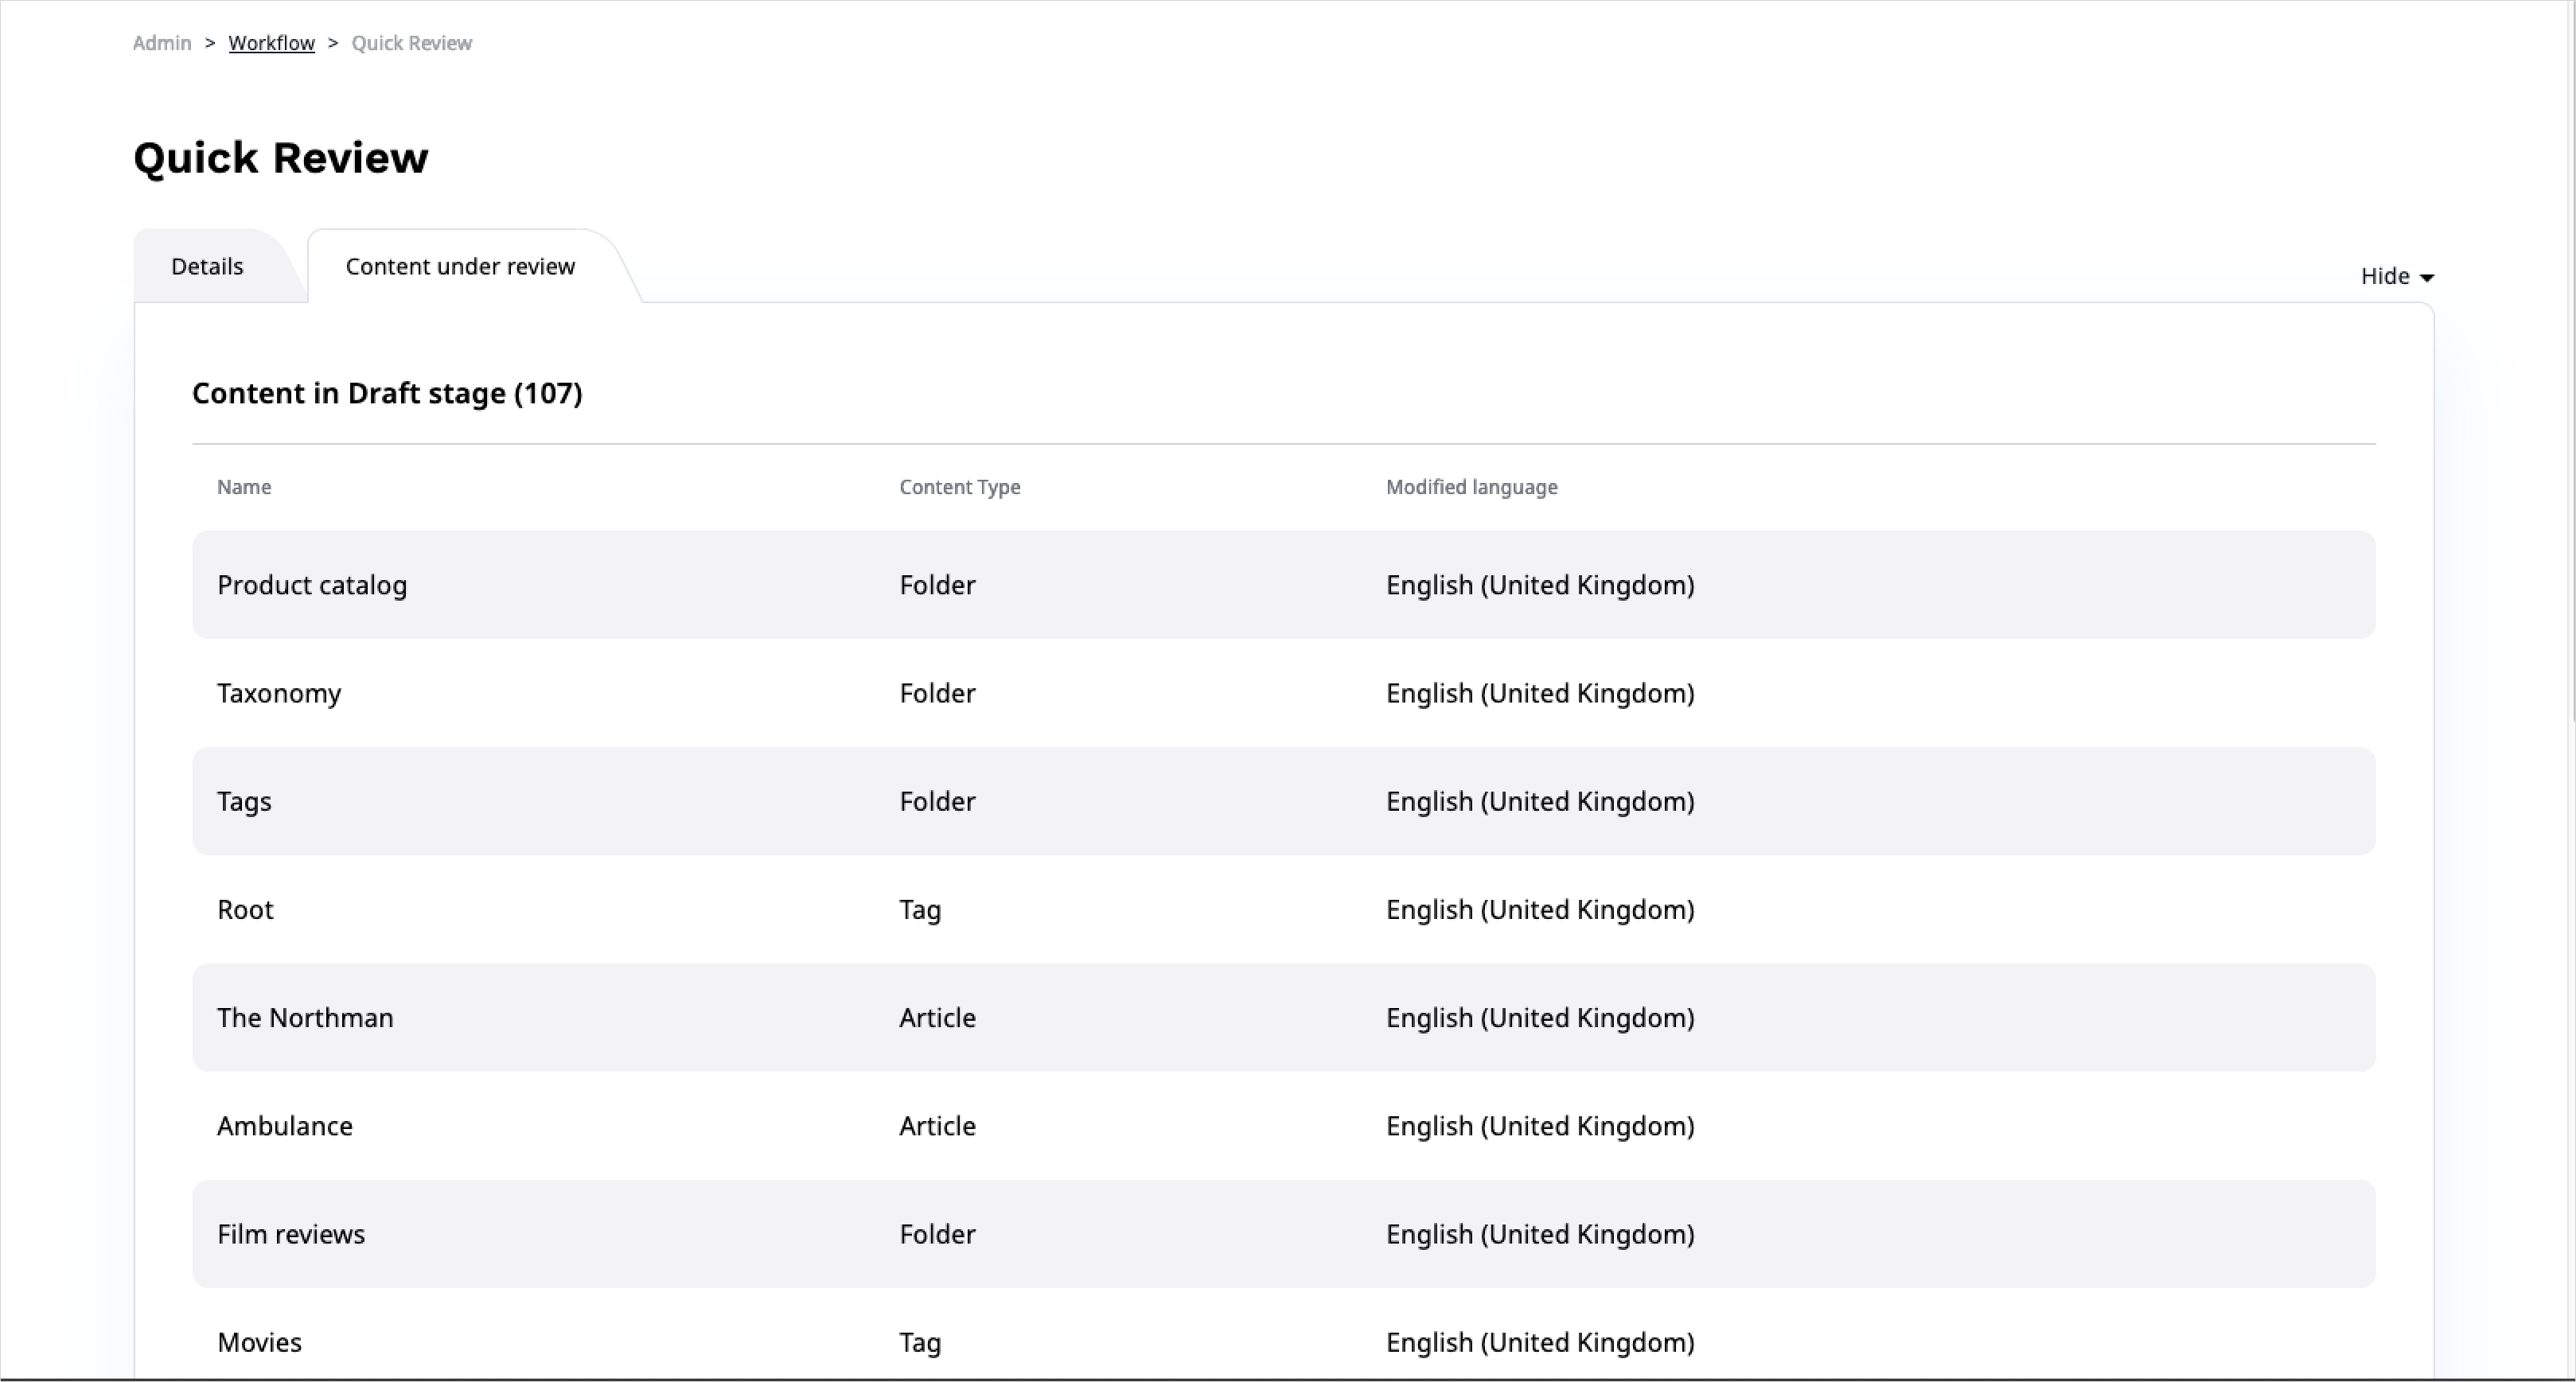 Admin > Workflow > Quick Review
Quick Review
Details Content under review
Hide
Content in Draft stage (107)
Name Content Type Modified language
Product catalog Folder English (United Kingdom)
Taxonomy Folder English (United Kingdom)
Tags Folder English (United Kingdom)
Root Tag English (United Kingdom)
The Northman Article English (United Kingdom)
Ambulance Article English (United Kingdom)
Film reviews Folder English (United Kingdom)
Movies Tag English (United Kingdom)